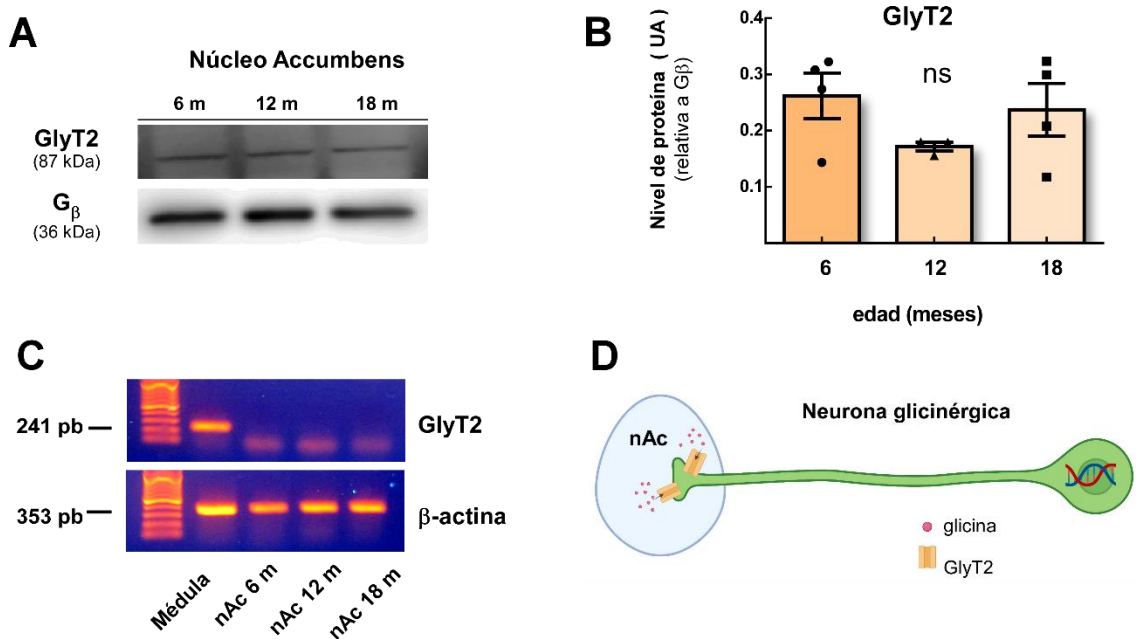 A
Núcleo Accumbens
6 m 12 m 18 m
GlyT2
(87 kDa)
Gβ
(36 kDa)
B
GlyT2
Nivel de proteína ( UA)
(relativa a Gβ)
0.4
0.3
0.2
0.1
ns
6 12 18
edad (meses)
C
241 pb
GlyT2
353 pb
β-actina
Médula
nAc 6 m
nAc 12 m
nAc 18 m
D
Neurona glicinérgica
nAc
glicina
GlyT2